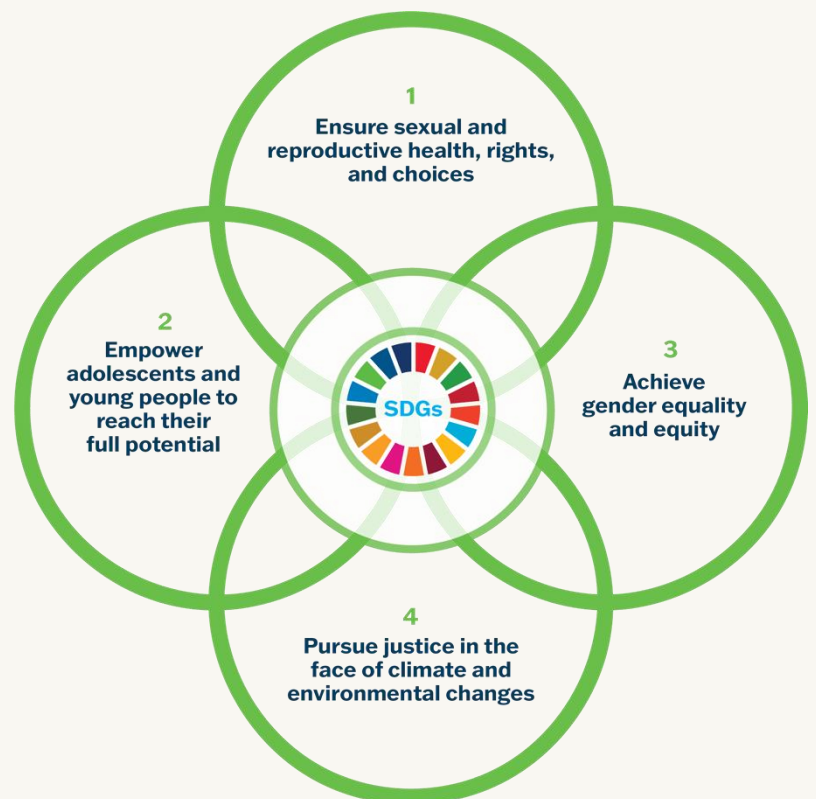 1
Ensure sexual and
reproductive health, rights,
and choices
2
Empower
adolescents and
young people to
reach their
full potential
SDGs
3
Achieve
gender equality
and equity
4
Pursue justice in the
face of climate and
environmental changes